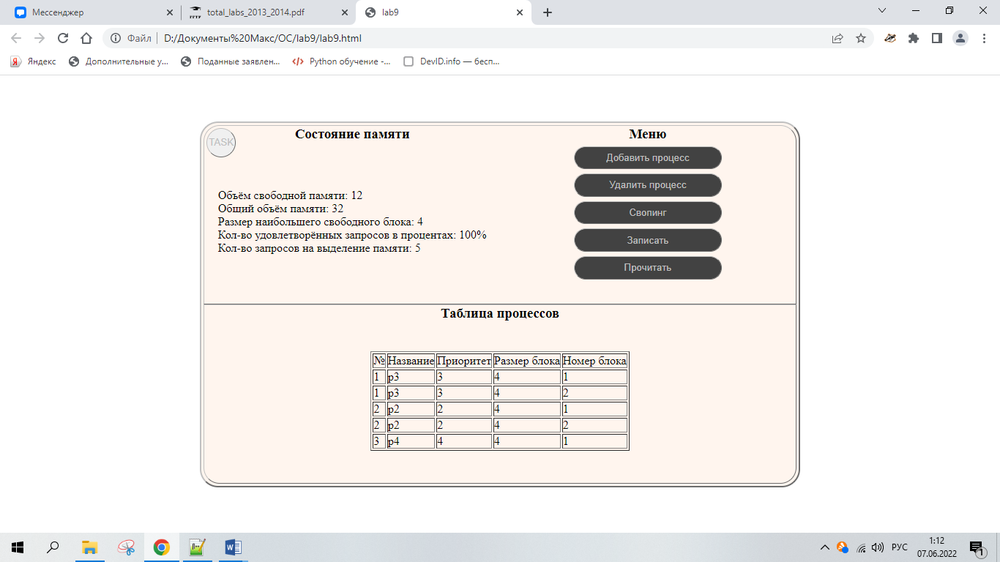 Мессенджер
total_labs_2013_2014.pdf
lab9
Файл
D:/Документы%20Макс/ОС/lab9/lab9.html
Яндекс
Дополнительные у...
Поданные заявлен...
Python обучение -...
DevID.info — бесп...
TASK
Состояние памяти
Меню
Объём свободной памяти: 12
Общий объём памяти: 32
Размер наибольшего свободного блока: 4
Кол-во удовлетворённых запросов в процентах: 100%
Кол-во запросов на выделение памяти: 5
Добавить процесс
Удалить процесс
Свопинг
Записать
Прочитать
Таблица процессов
№ Название Приоритет Размер блока Номер блока
1 p3 3 4 1
1 p3 3 4 2
2 p2 2 4 1
2 p2 2 4 2
3 p4 4 4 1
РУС
1:12
07.06.2022
1